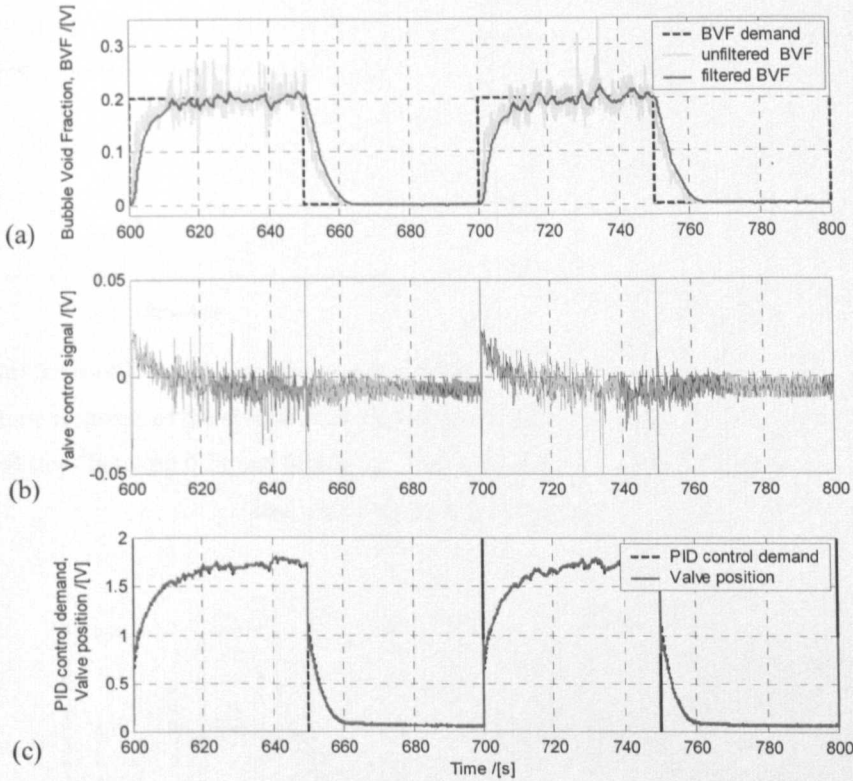 Bubble Void Fraction, BVF /[V]
0.3
0.2
0.1
0
BVF demand
unfiltered BVF
filtered BVF
600 620 640 660 680 700 720 740 760 780 800
(a)
Valve control signal /[V]
0.05
0
-0.05
600 620 640 660 680 700 720 740 760 780 800
(b)
PID control demand,
Valve position /[V]
2
1.5
1
0.5
0
PID control demand
Valve position
600 620 640 660 680 700 720 740 760 780 800
(c)
Time /[s]